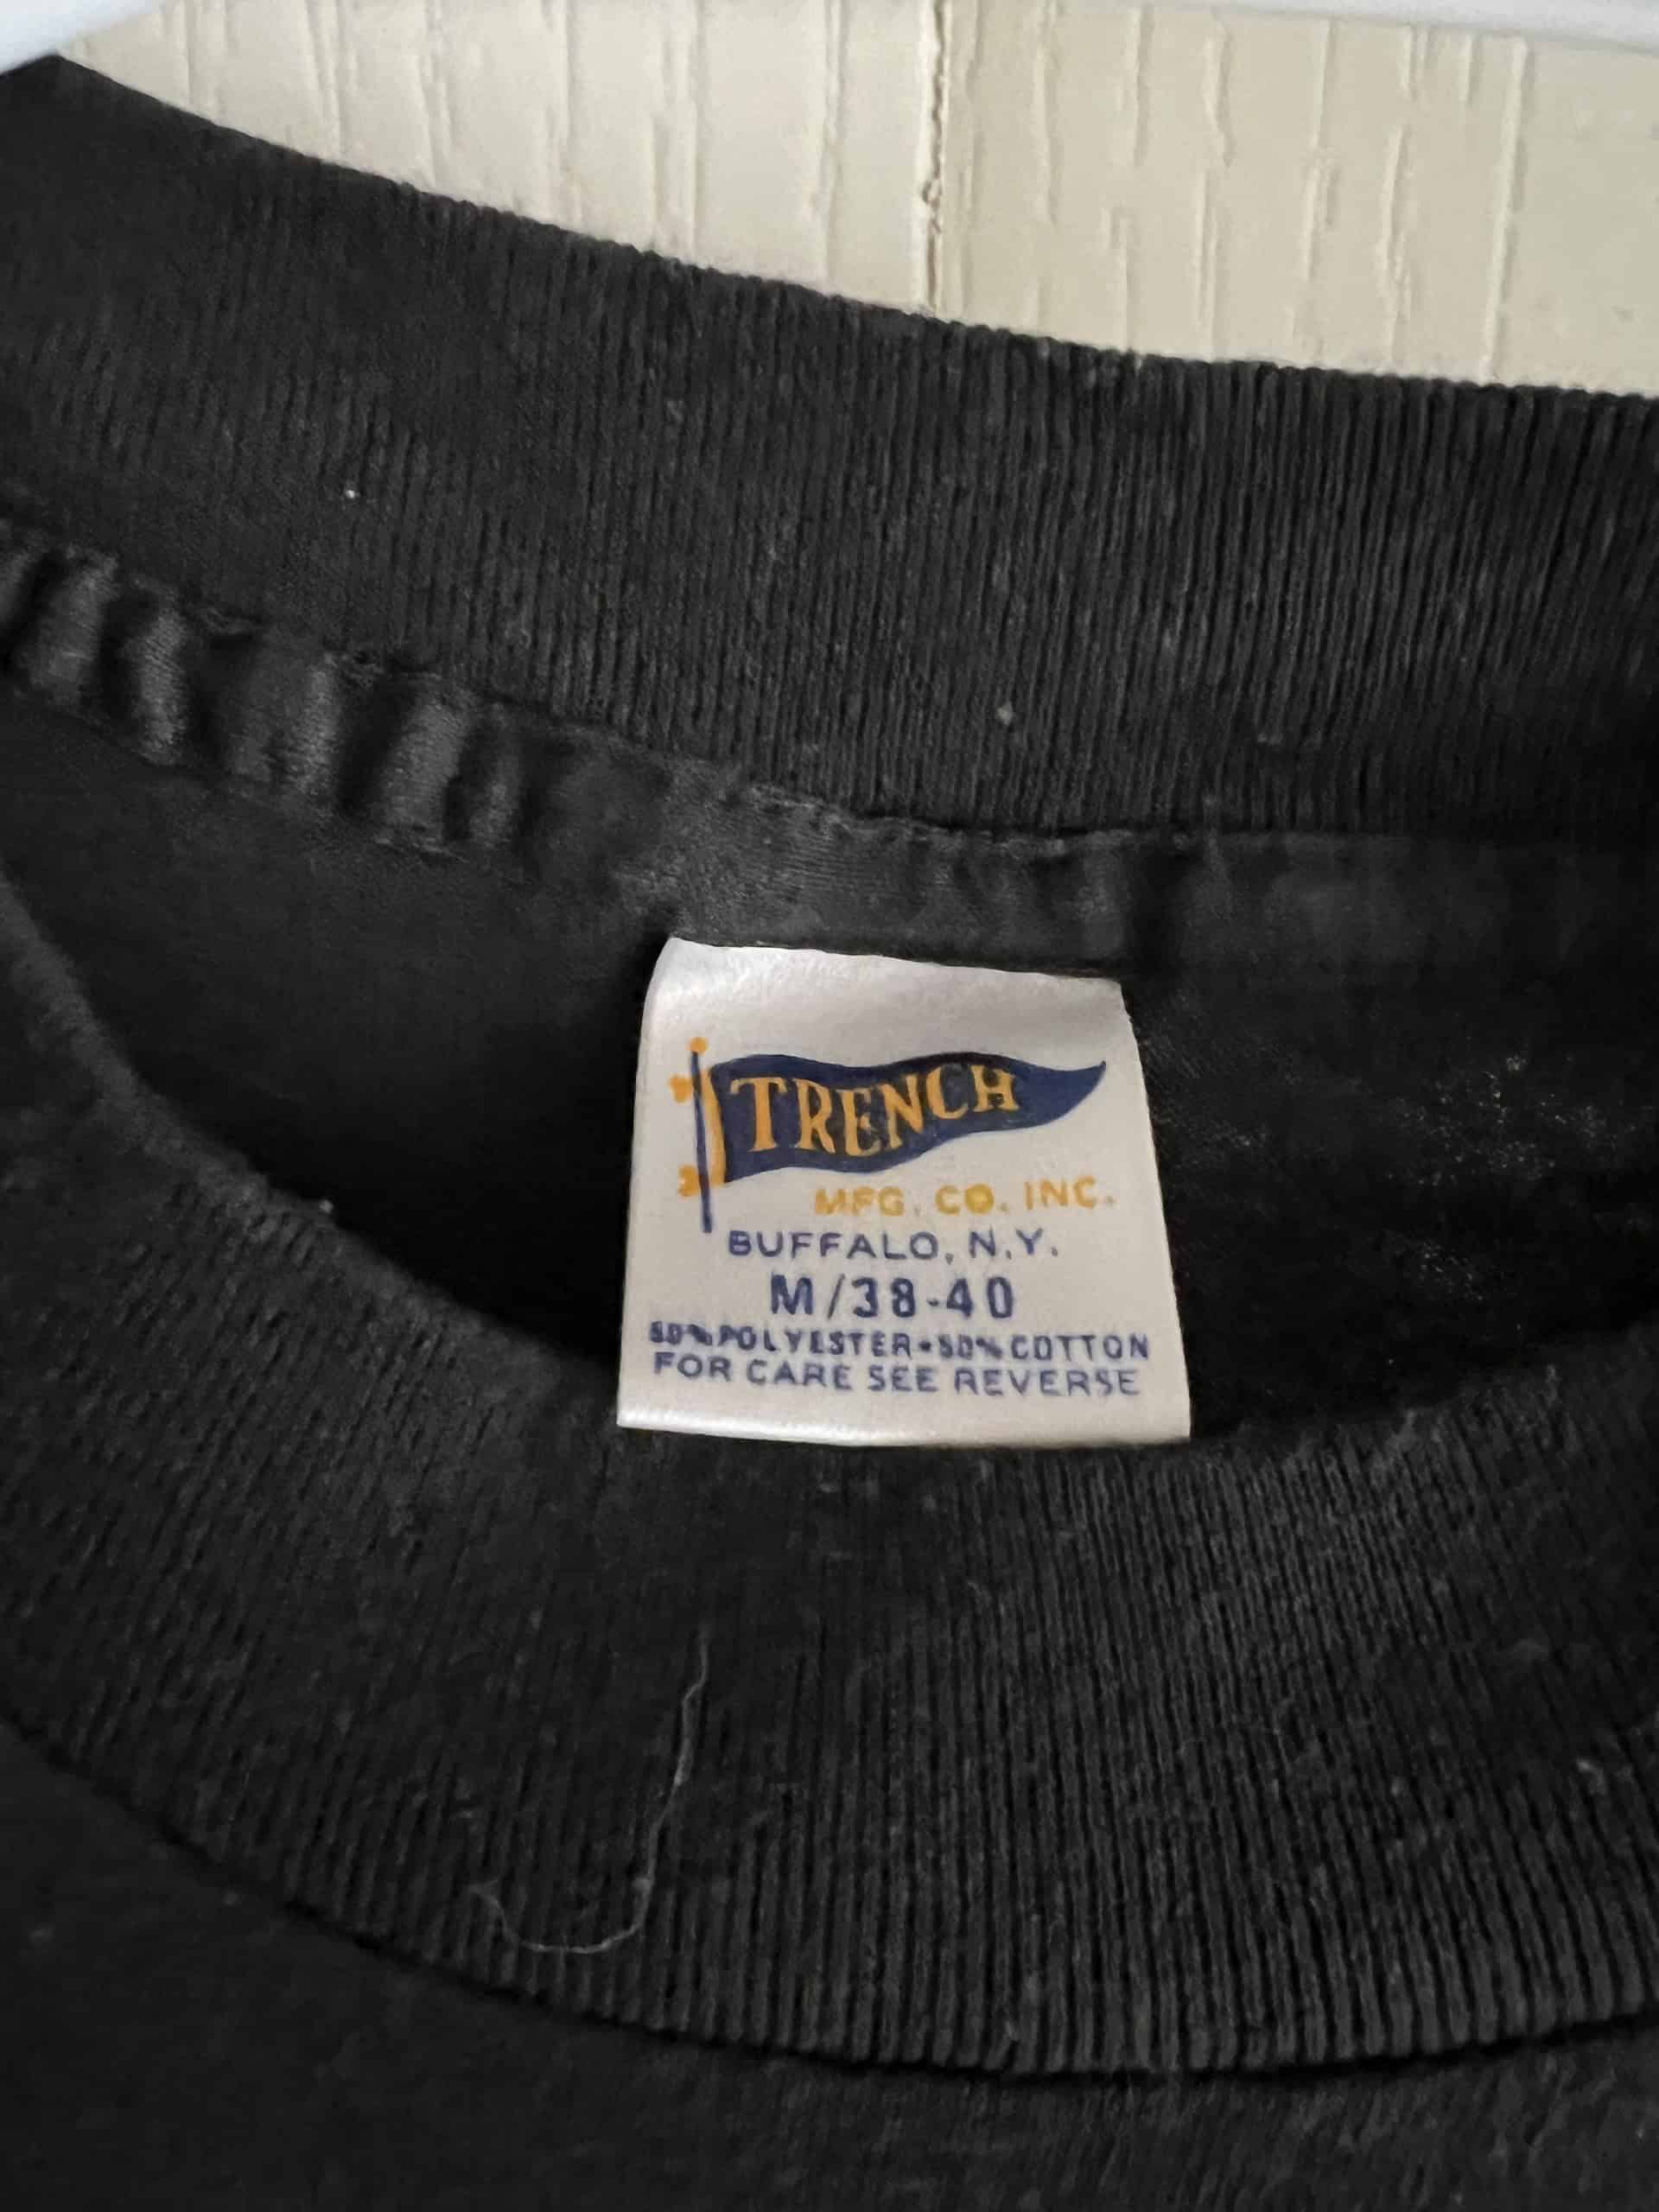 TRENCH
MFG. CO. INC.
BUFFALO, N.Y.
M/38-40
50% POLYESTER•50% COTTON
FOR CARE SEE REVERSE